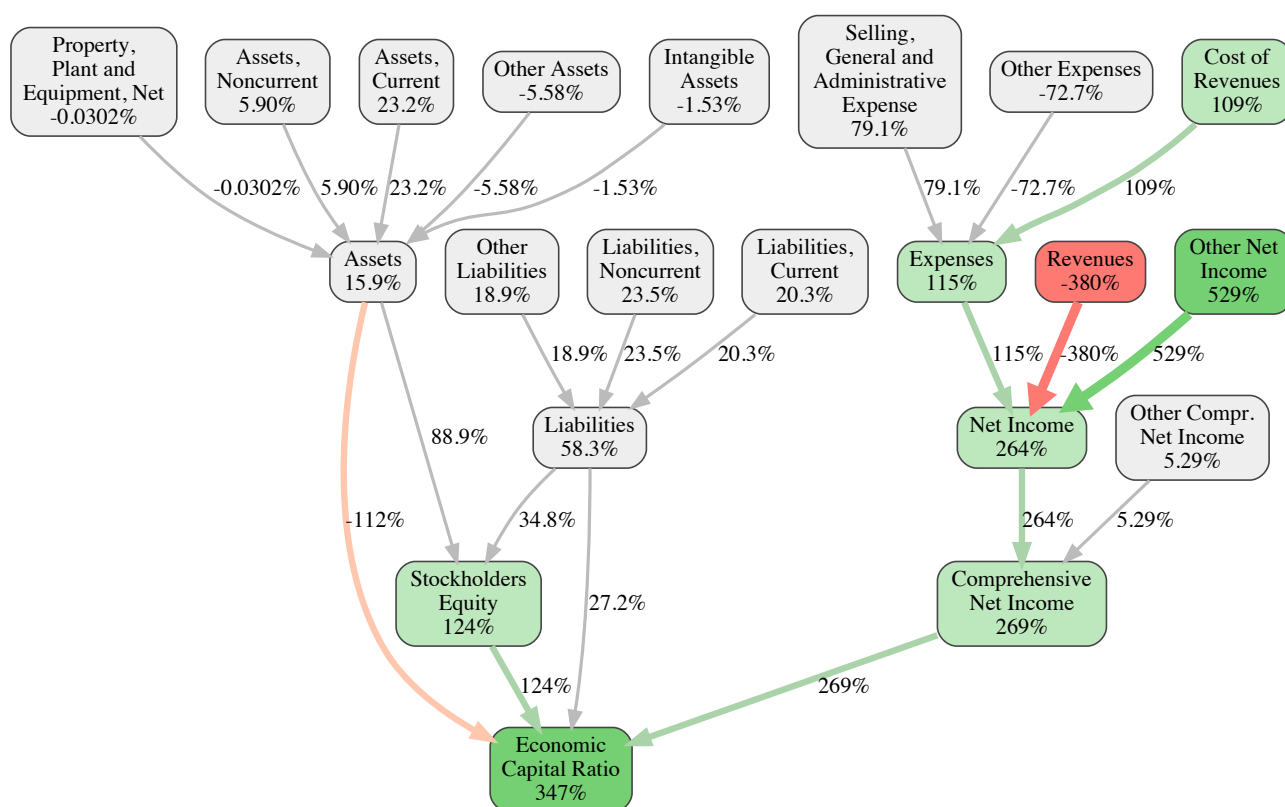 Property,
Plant and
Equipment, Net
-0.0302%
Assets,
Noncurrent
5.90%
Assets,
Current
23.2%
Other Assets
-5.58%
Intangible
Assets
-1.53%
Selling,
General and
Administrative
Expense
79.1%
Other Expenses
-72.7%
Cost of
Revenues
109%
-0.0302%
5.90%
23.2%
-5.58%
-1.53%
79.1%
-72.7%
109%
Assets
15.9%
Other
Liabilities
18.9%
Liabilities,
Noncurrent
23.5%
Liabilities,
Current
20.3%
Expenses
115%
Revenues
-380%
Other Net
Income
529%
18.9%
23.5%
20.3%
115%
-380%
529%
88.9%
Liabilities
58.3%
Net Income
264%
Other Compr.
Net Income
5.29%
-112%
34.8%
264%
5.29%
Stockholders
Equity
124%
27.2%
Comprehensive
Net Income
269%
124%
269%
Economic
Capital Ratio
347%